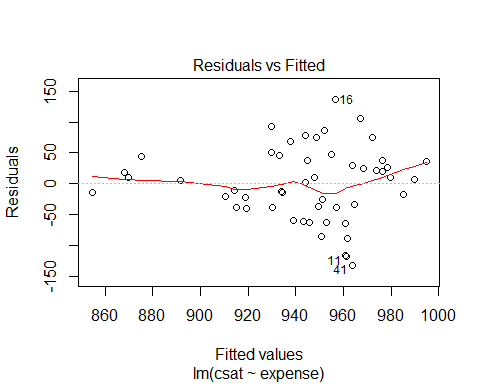 Residuals vs Fitted
Residuals
150
50
0
-50
-150
16
11
41
860 880 900 920 940 960 980 1000
Fitted values
lm(csat ~ expense)